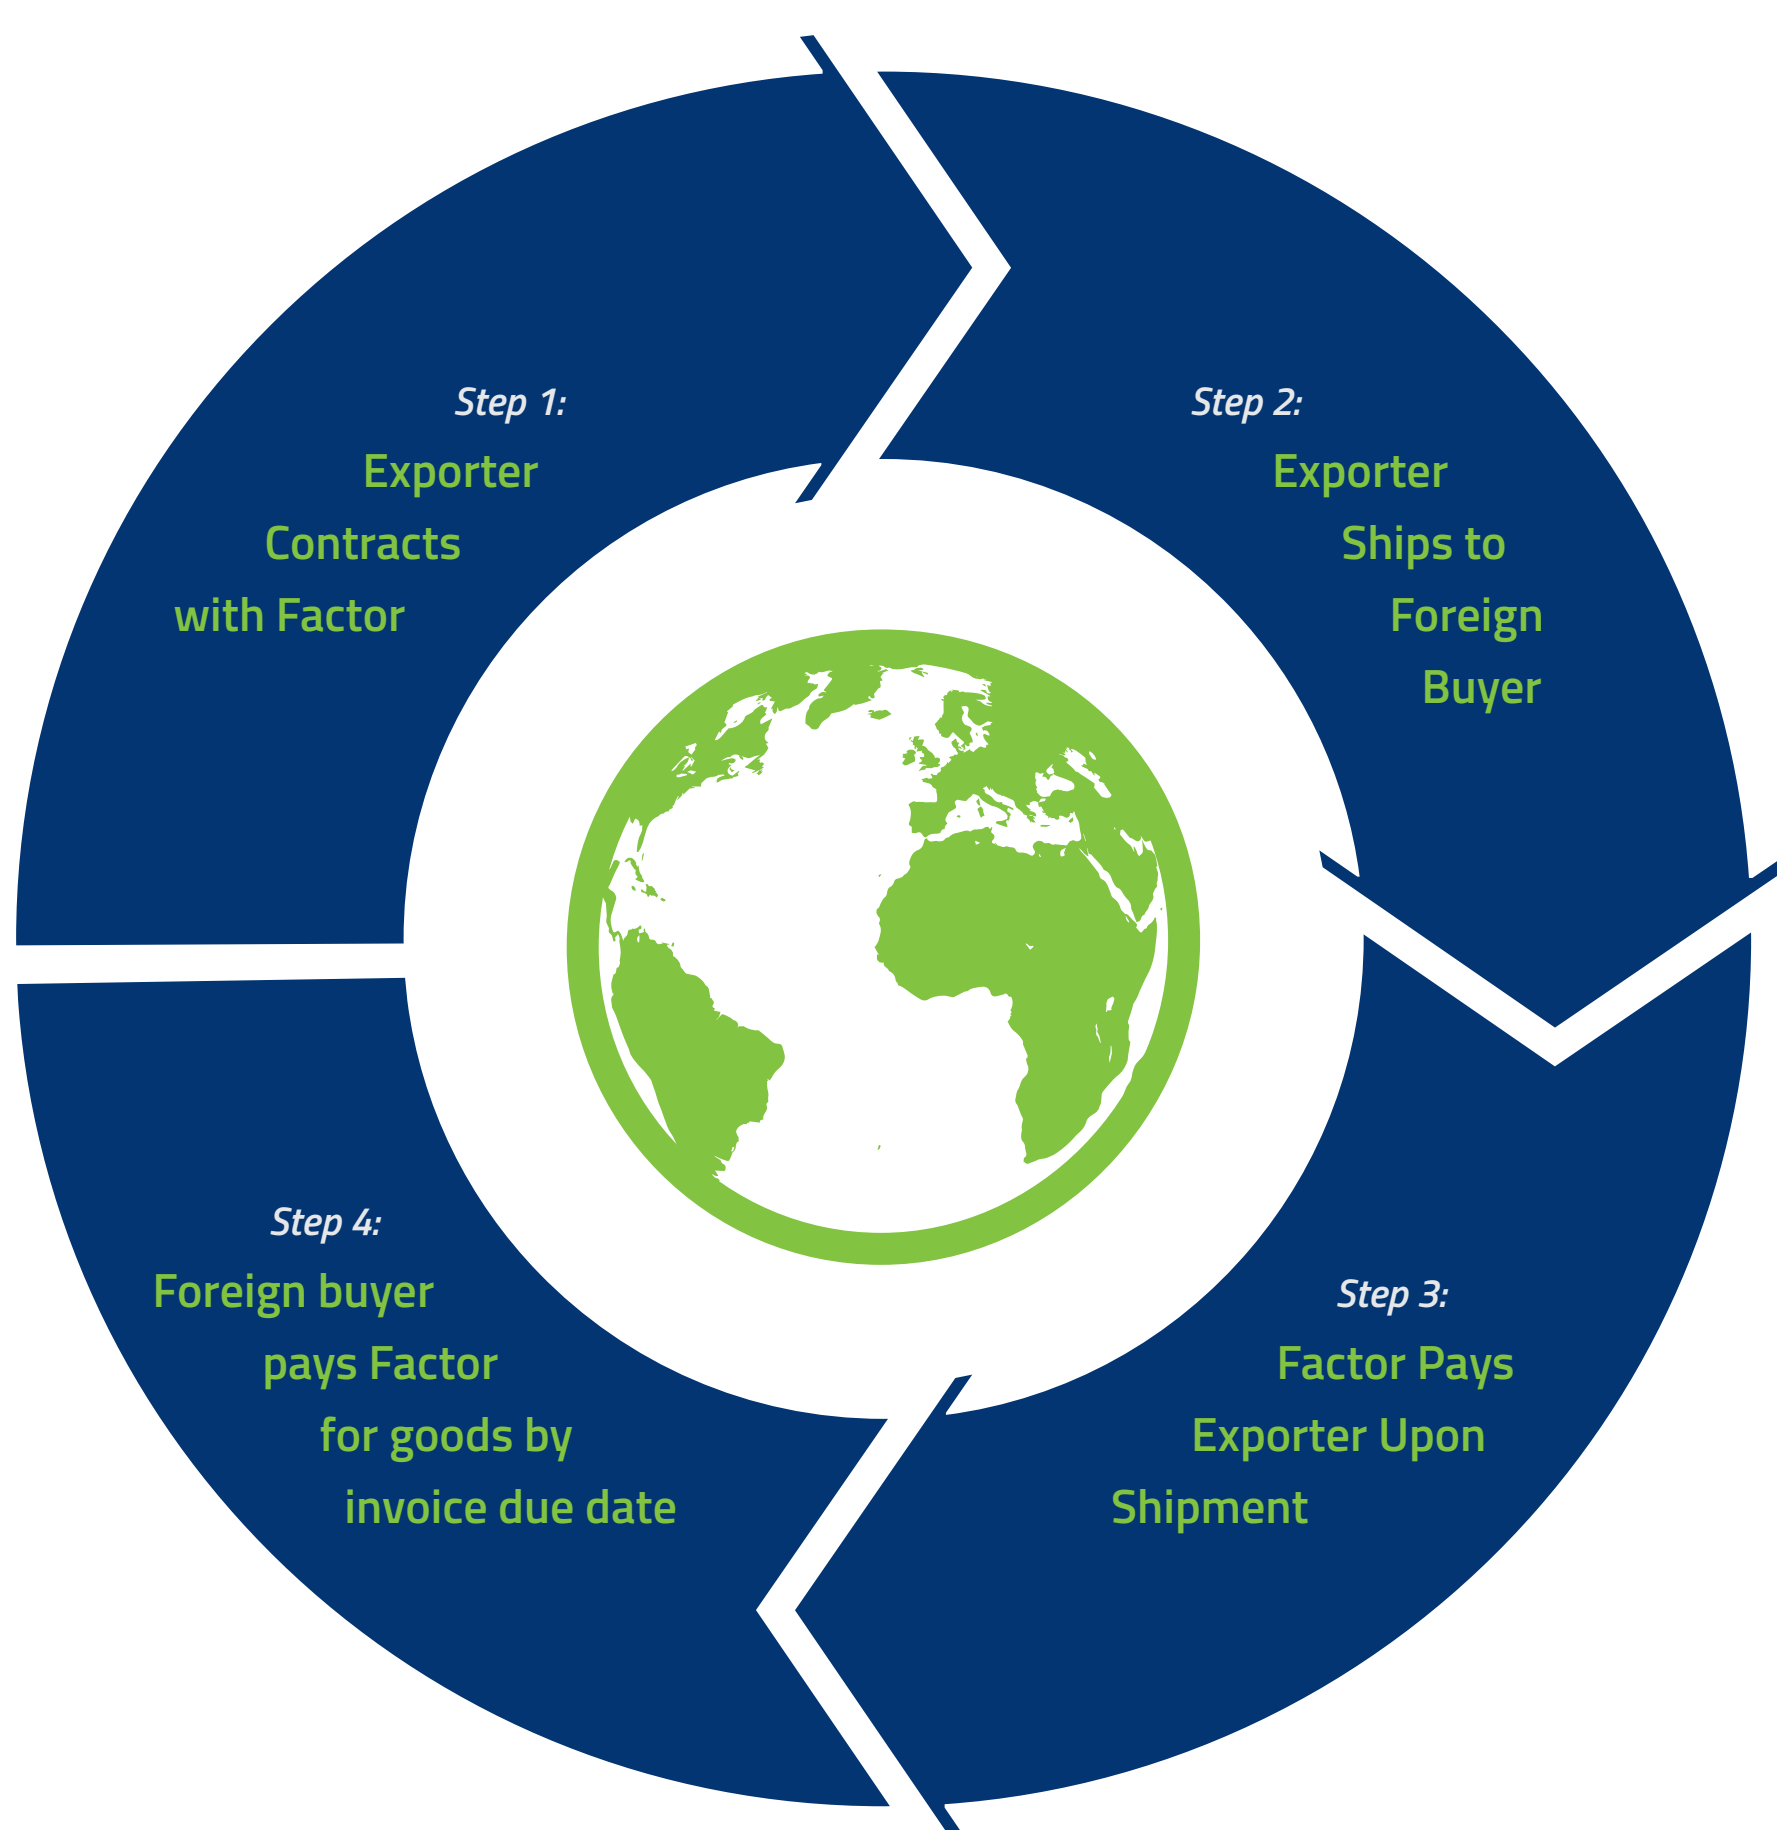 Step 1:
Exporter
Contracts
with Factor
Step 2:
Exporter
Ships to
Foreign
Buyer
Step 3:
Factor Pays
Exporter Upon
Shipment
Step 4:
Foreign buyer
pays Factor
for goods by
invoice due date